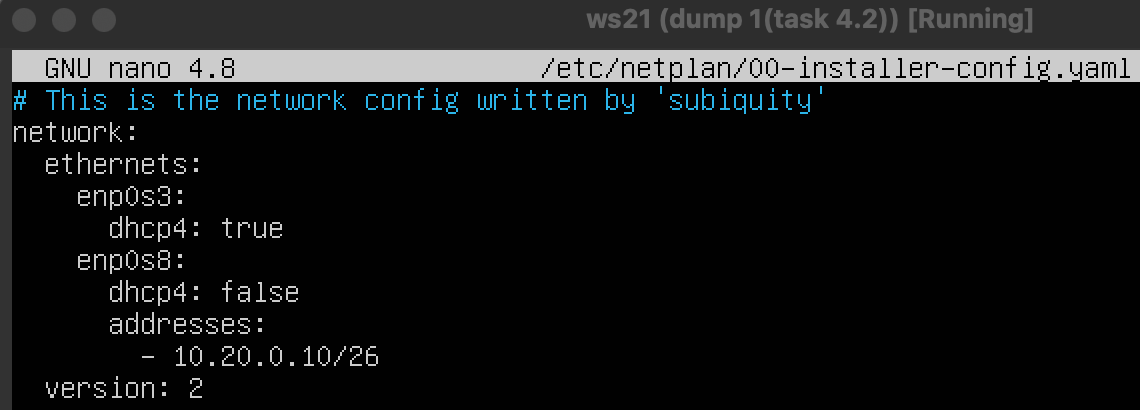 ws21 (dump 1(task 4.2)) [Running]
GNU nano 4.8 /etc/netplan/00-installer-config.yaml
# This is the network config written by 'subiquity'
network:
  ethernets:
    enp0s3:
      dhcp4: true
    enp0s8:
      dhcp4: false
      addresses:
        - 10.20.0.10/26
  version: 2